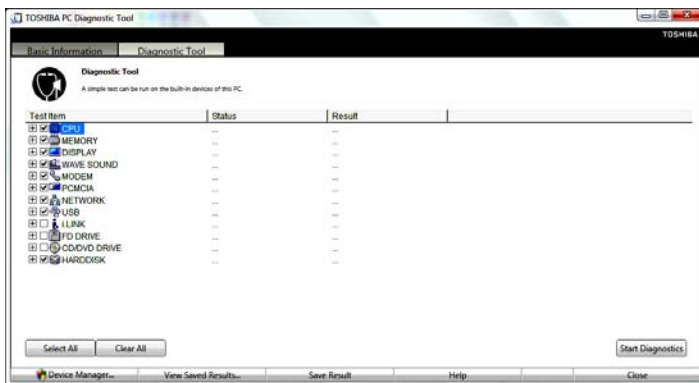 TOSHIBA PC Diagnostic Tool
TOSHIBA
Basic Information Diagnostic Tool
Diagnostic Tool
A simple test can be run on the built-in devices of this PC.
Test Item Status Result
CPU ... ...
MEMORY ... ...
DISPLAY ... ...
WAVE SOUND ... ...
MODEM ... ...
PCMCIA ... ...
NETWORK ... ...
USB ... ...
i.LINK ... ...
FD DRIVE ... ...
CD/DVD DRIVE ... ...
HARDDISK ... ...
Select All Clear All Start Diagnostics
Device Manager... View Saved Results... Save Result Help Close